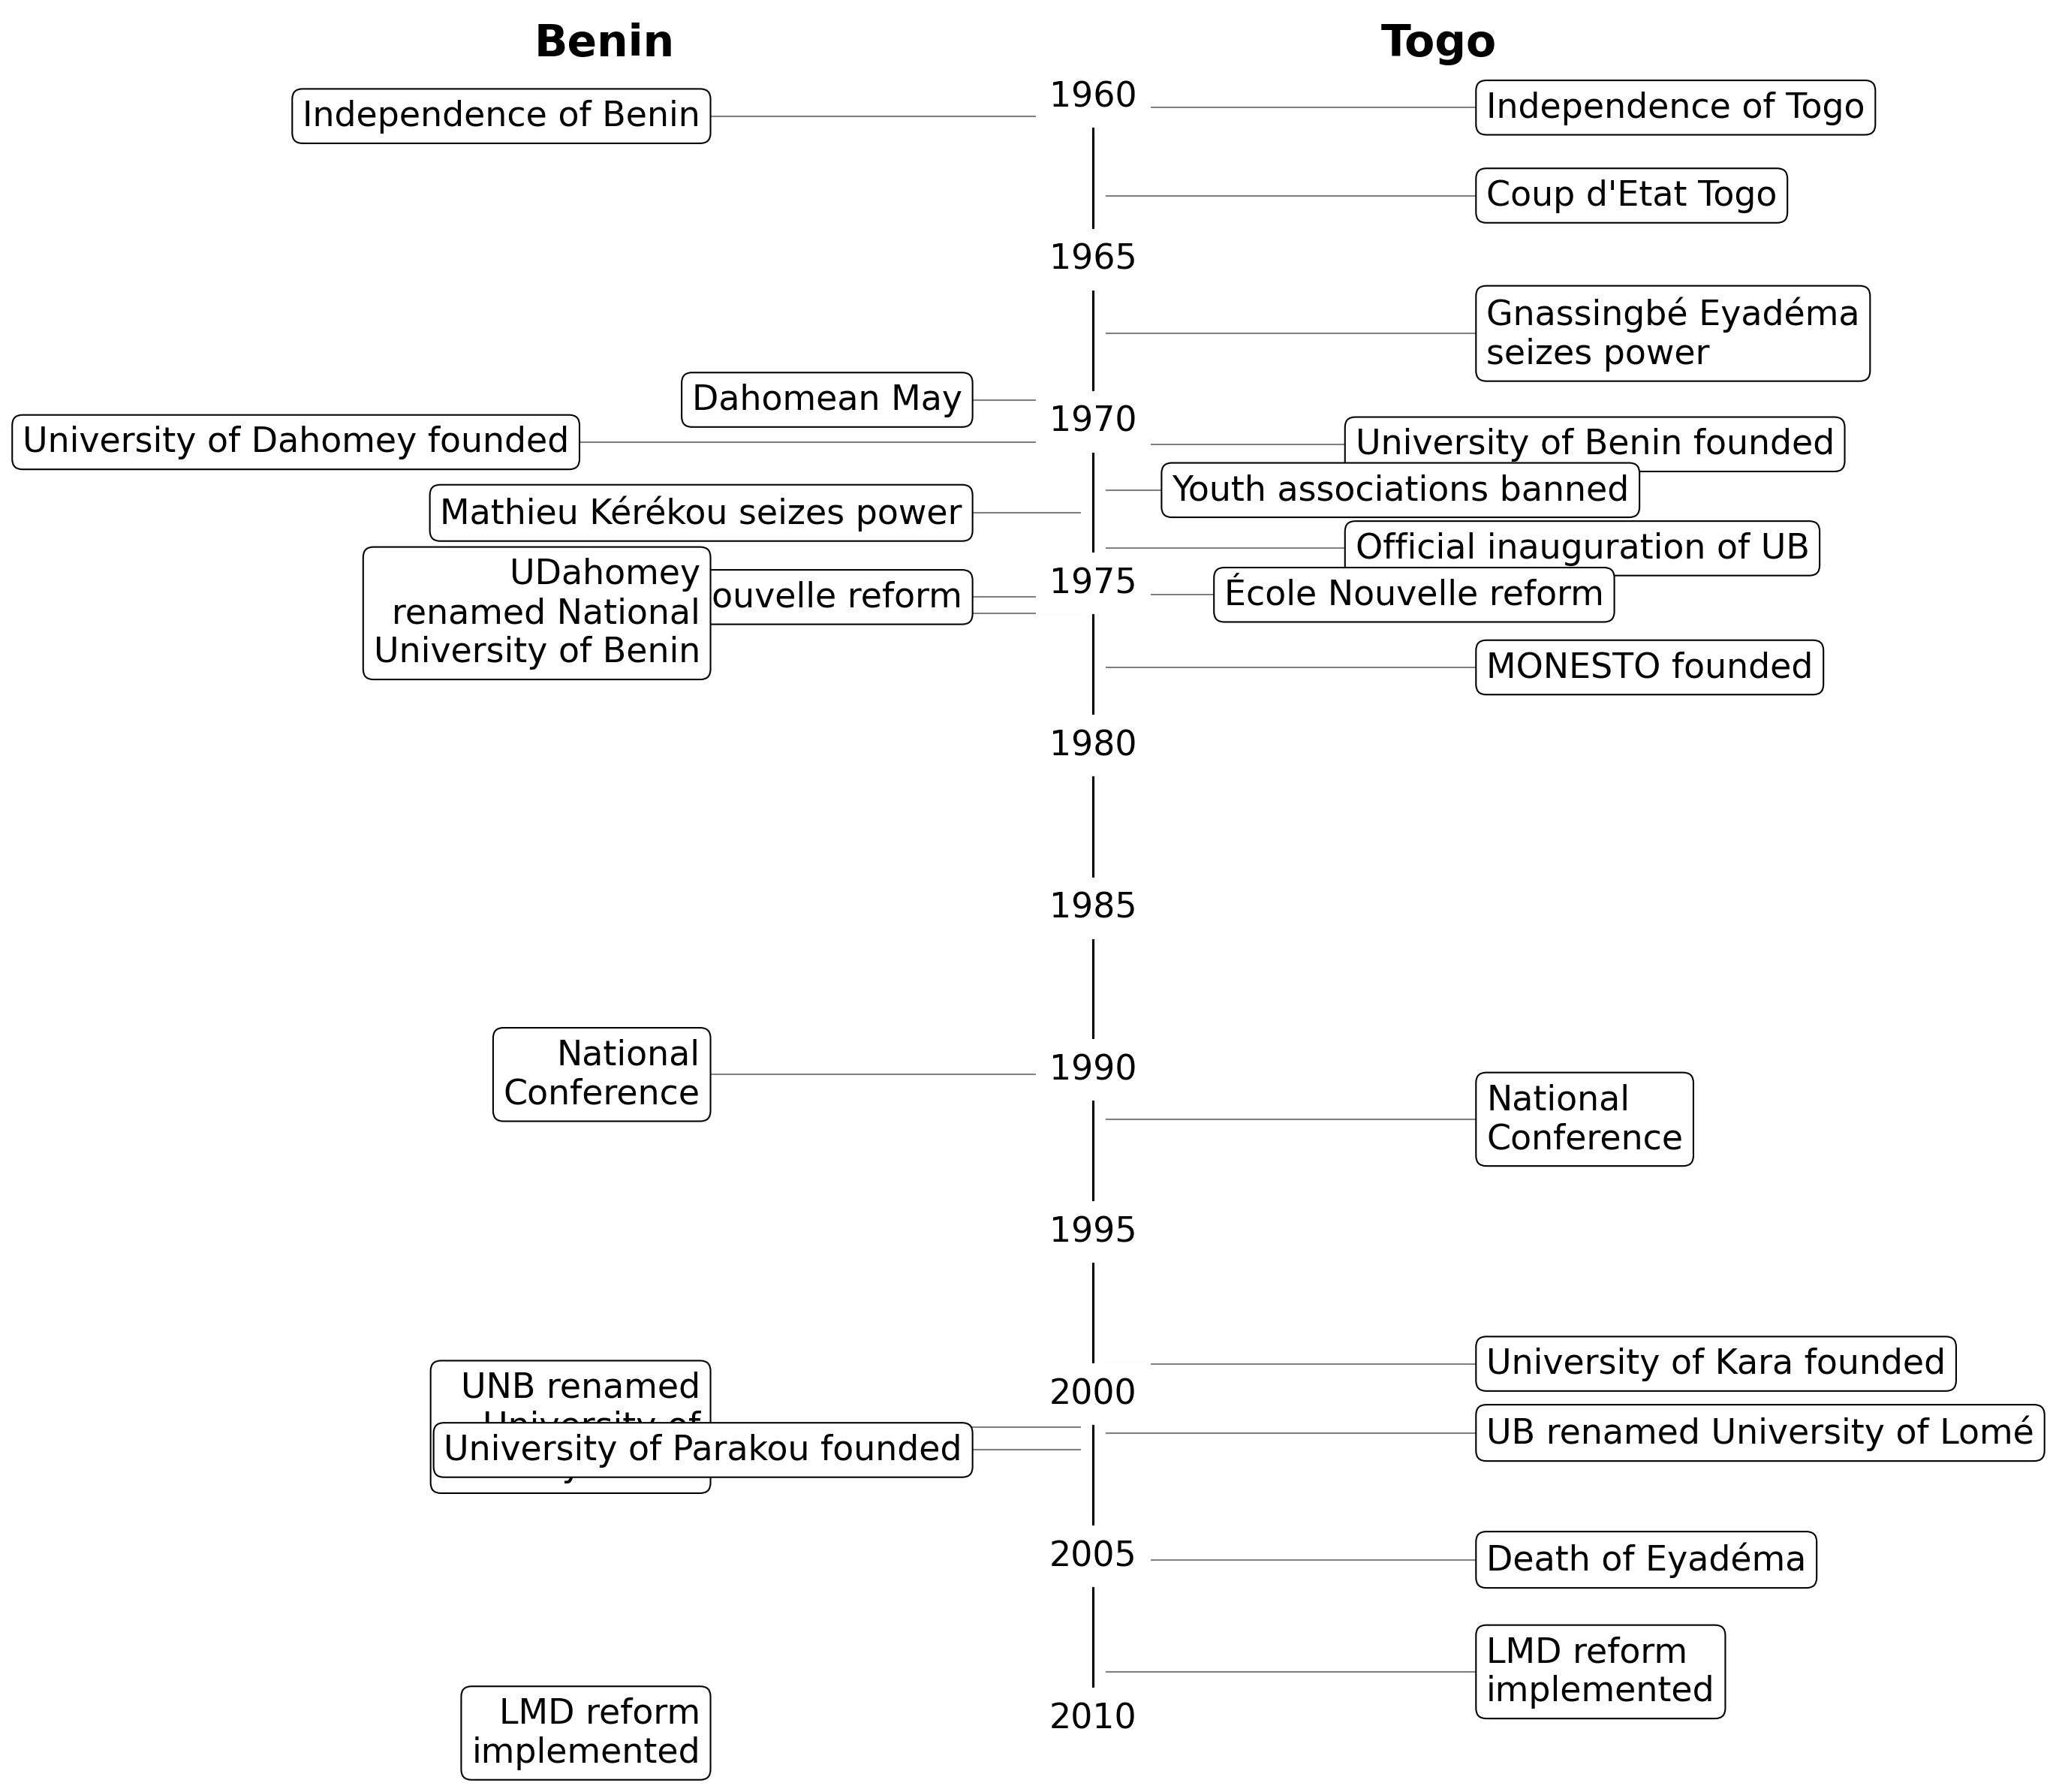 Benin
Togo
1960
Independence of Togo
Independence of Benin
Coup d'Etat Togo
1965
Gnassingbé Eyadéma
seizes power
Dahomean May
1970
University of Dahomey founded
University of Benin founded
Youth associations banned
Mathieu Kérékou seizes power
Official inauguration of UB
UDahomey
renamed National
University of Benin
ouvelle reform
1975
École Nouvelle reform
MONESTO founded
1980
1985
National
Conference
1990
National
Conference
1995
University of Kara founded
UNB renamed
University of
2000
UB renamed University of Lomé
University of Parakou founded
2005
Death of Eyadéma
LMD reform
implemented
LMD reform
implemented
2010